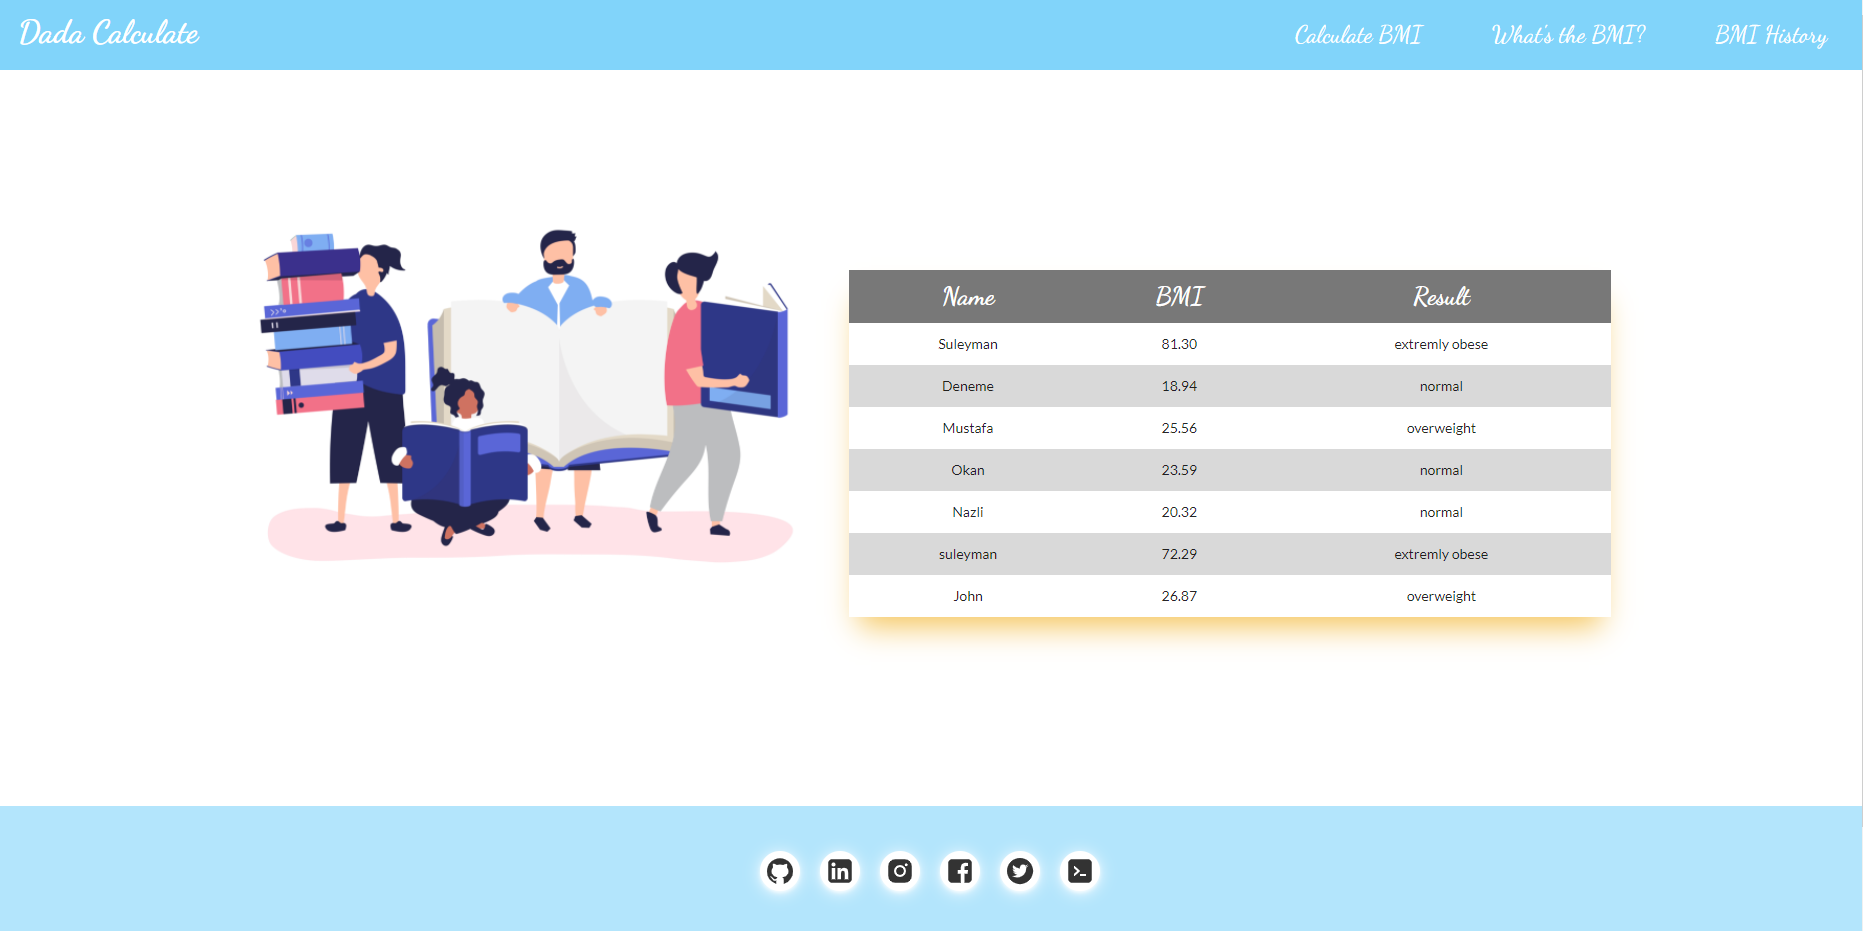 Dada Calculate
Calculate BMI What's the BMI? BMI History
Name BMI Result
Suleyman 81.30 extremly obese
Deneme 18.94 normal
Mustafa 25.56 overweight
Okan 23.59 normal
Nazli 20.32 normal
suleyman 72.29 extremly obese
John 26.87 overweight